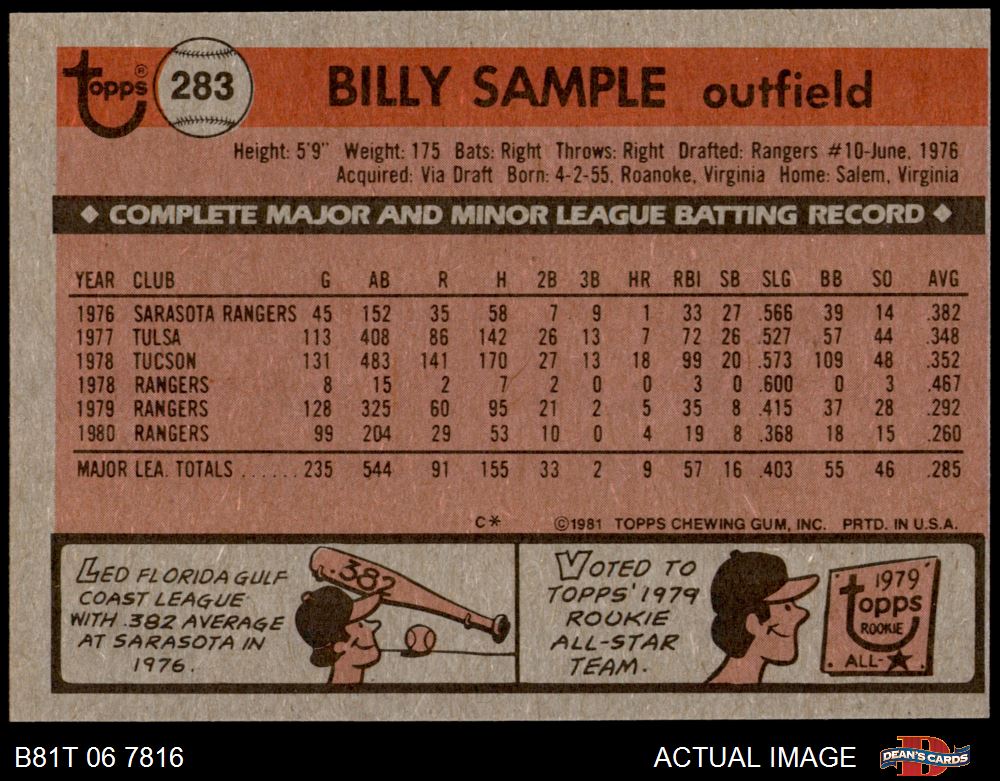 topps® 283 BILLY SAMPLE outfield
Height: 5'9" Weight: 175 Bats: Right Throws: Right Drafted: Rangers #10-June, 1976
Acquired: Via Draft Born: 4-2-55, Roanoke, Virginia Home: Salem, Virginia
◆ COMPLETE MAJOR AND MINOR LEAGUE BATTING RECORD ◆
YEAR CLUB G AB R H 2B 3B HR RBI SB SLG BB SO AVG
1976 SARASOTA RANGERS 45 152 35 58 7 9 1 33 27 .566 39 14 .382
1977 TULSA 113 408 86 142 26 13 7 72 26 .527 57 44 .348
1978 TUCSON 131 483 141 170 27 13 18 99 20 .573 109 48 .352
1978 RANGERS 8 15 2 7 2 0 0 3 0 .600 0 3 .467
1979 RANGERS 128 325 60 95 21 2 5 35 8 .415 37 28 .292
1980 RANGERS 99 204 29 53 10 0 4 19 8 .368 18 15 .260
MAJOR LEA. TOTALS ...... 235 544 91 155 33 2 9 57 16 .403 55 46 .285
C* ©1981 TOPPS CHEWING GUM, INC. PRTD. IN U.S.A.
LED FLORIDA GULF
COAST LEAGUE
WITH .382 AVERAGE
AT SARASOTA IN
1976.
.382
VOTED TO
TOPPS' 1979
ROOKIE
ALL-STAR
TEAM.
1979
topps
ROOKIE
ALL-★
B81T 06 7816 ACTUAL IMAGE DEAN'S CARDS